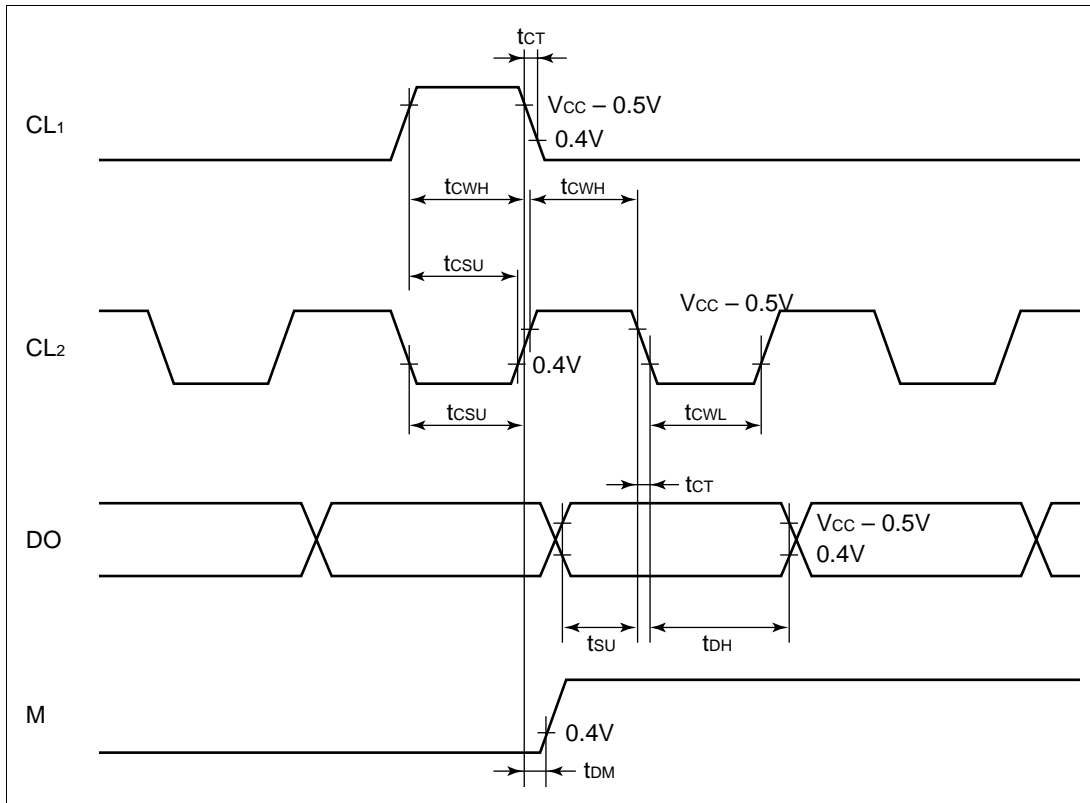 tCT
CL1
VCC – 0.5V
0.4V
tCWH
tCWH
tCSU
VCC – 0.5V
CL2
0.4V
tCSU
tCWL
tCT
DO
VCC – 0.5V
0.4V
tSU
tDH
M
0.4V
tDM